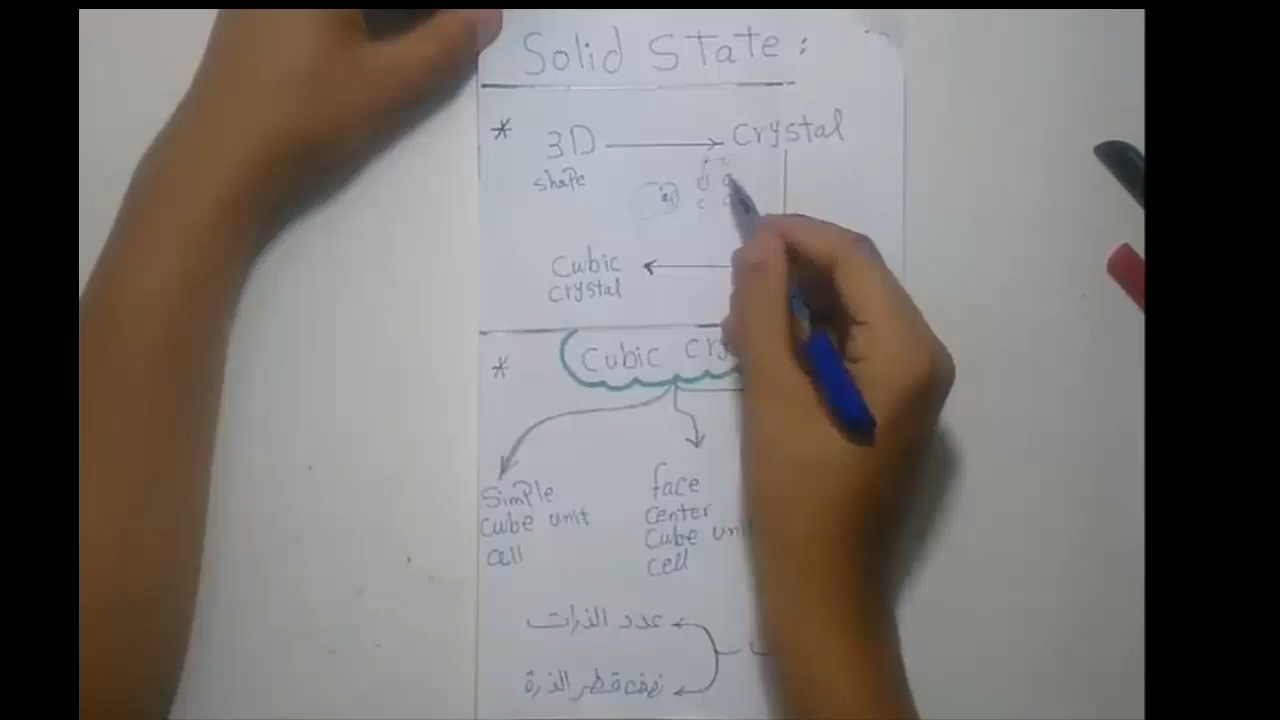 Solid State :
* 3D → Crystal
shape
Cubic
crystal
* Cubic
Simple
cube unit
cell
face
center
cube
cell
عدد الذرات
نصف قطر الذرة